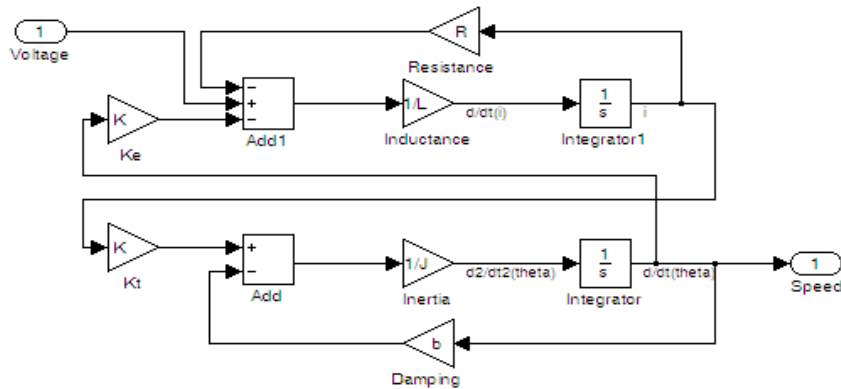 1
Voltage
R
Resistance
−
+
−
Add1
1/L
Inductance
d/dt(i)
1
s
Integrator1
i
K
Ke
K
Kt
+
−
Add
1/J
Inertia
d2/dt2(theta)
1
s
Integrator
d/dt(theta)
1
Speed
b
Damping